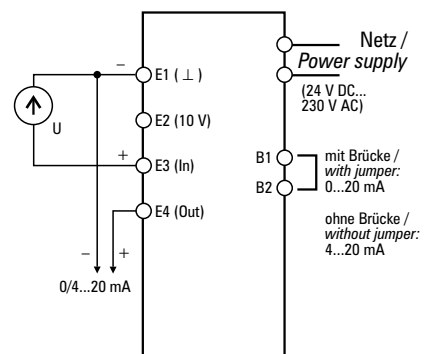 −
E1 ( ⊥ )
U
E2 (10 V)
+
E3 (In)
E4 (Out)
− +
0/4...20 mA
Netz /
Power supply
(24 V DC...
230 V AC)
B1
B2
mit Brücke /
with jumper:
0...20 mA
ohne Brücke /
without jumper:
4...20 mA